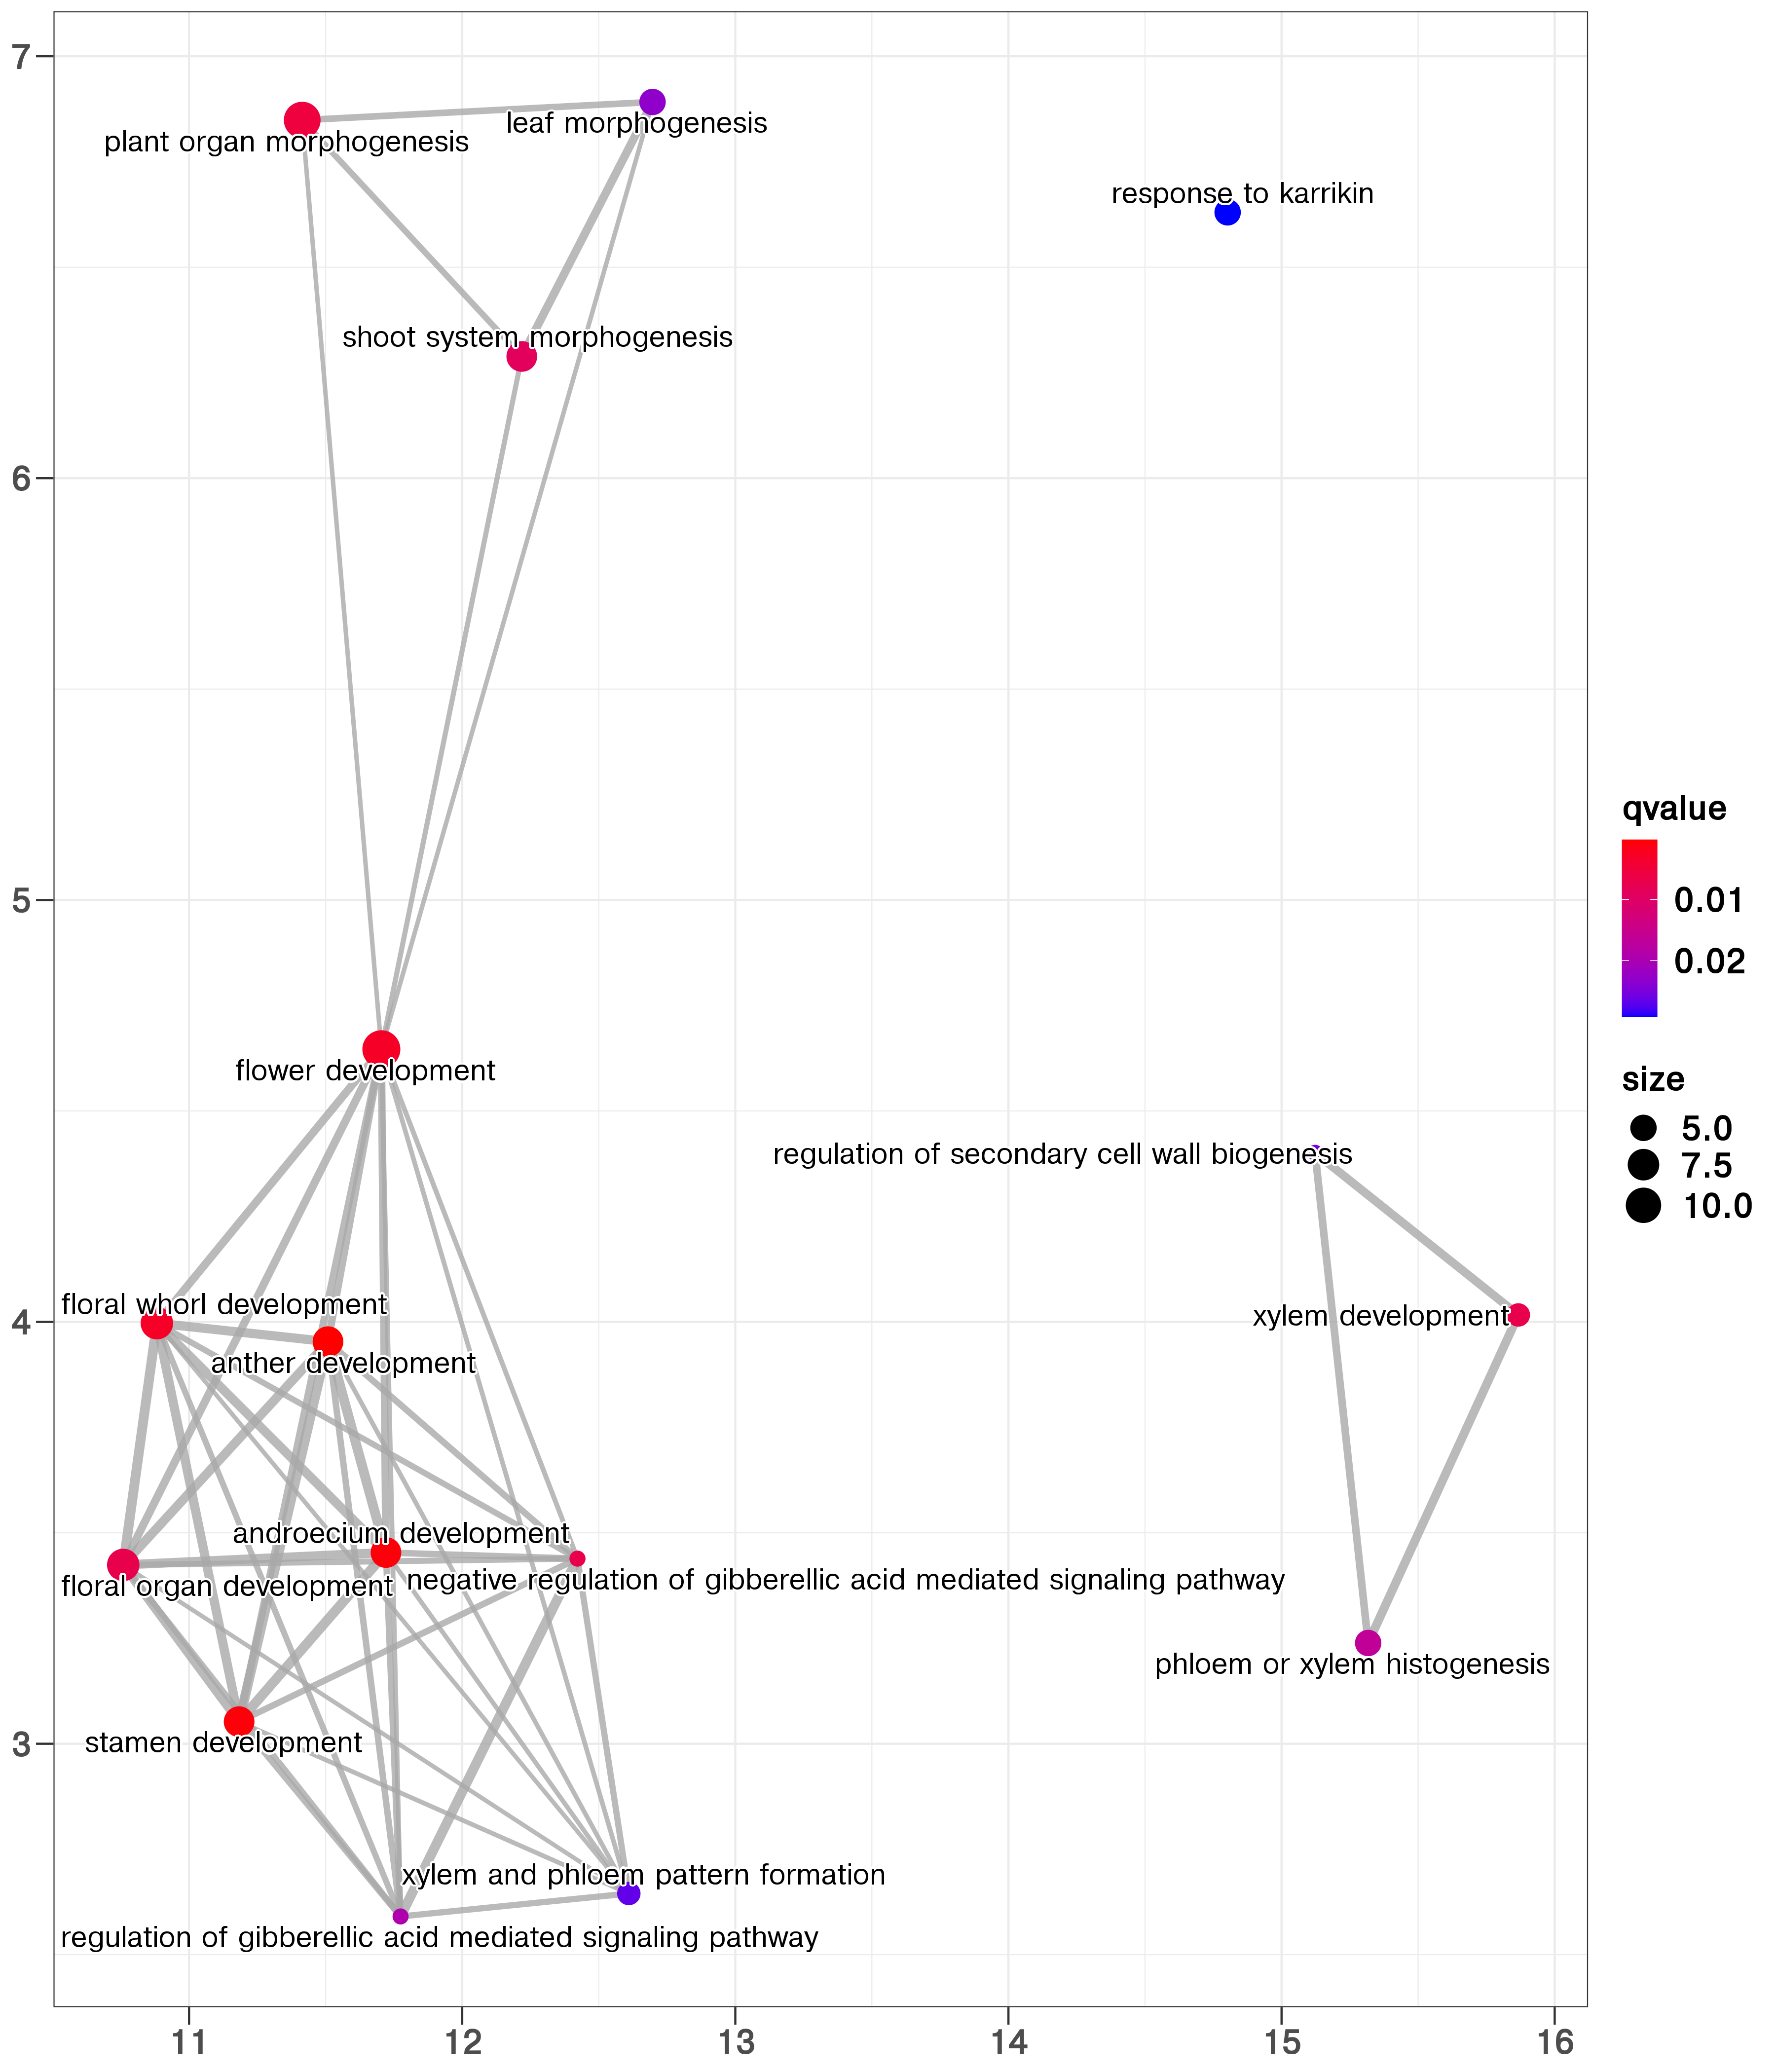 7
leaf morphogenesis
plant organ morphogenesis
response to karrikin
shoot system morphogenesis
6
5
flower development
regulation of secondary cell wall biogenesis
floral whorl development
xylem development
4
anther development
androecium development
negative regulation of gibberellic acid mediated signaling pathway
floral organ development
phloem or xylem histogenesis
stamen development
3
xylem and phloem pattern formation
regulation of gibberellic acid mediated signaling pathway
11 12 13 14 15 16
qvalue
0.01
0.02
size
5.0
7.5
10.0